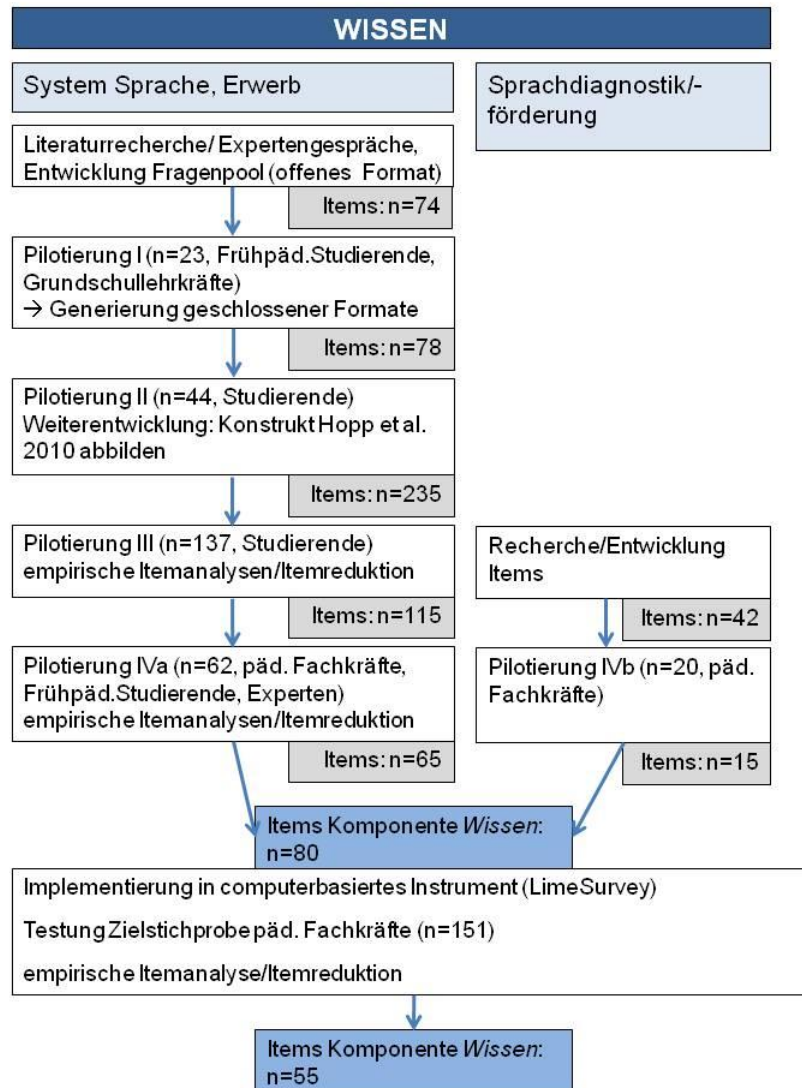 WISSEN
System Sprache, Erwerb
Sprachdiagnostik/-
förderung
Literaturrecherche/ Expertengespräche,
Entwicklung Fragenpool (offenes Format)
Items: n=74
Pilotierung I (n=23, Frühpäd.Studierende,
Grundschullehrkräfte)
→ Generierung geschlossener Formate
Items: n=78
Pilotierung II (n=44, Studierende)
Weiterentwicklung: Konstrukt Hopp et al.
2010 abbilden
Items: n=235
Pilotierung III (n=137, Studierende)
empirische Itemanalysen/Itemreduktion
Items: n=115
Recherche/Entwicklung
Items
Items: n=42
Pilotierung IVa (n=62, päd. Fachkräfte,
Frühpäd.Studierende, Experten)
empirische Itemanalysen/Itemreduktion
Items: n=65
Pilotierung IVb (n=20, päd.
Fachkräfte)
Items: n=15
Items Komponente Wissen:
n=80
Implementierung in computerbasiertes Instrument (LimeSurvey)
Testung Zielstichprobe päd. Fachkräfte (n=151)
empirische Itemanalyse/Itemreduktion
Items Komponente Wissen:
n=55